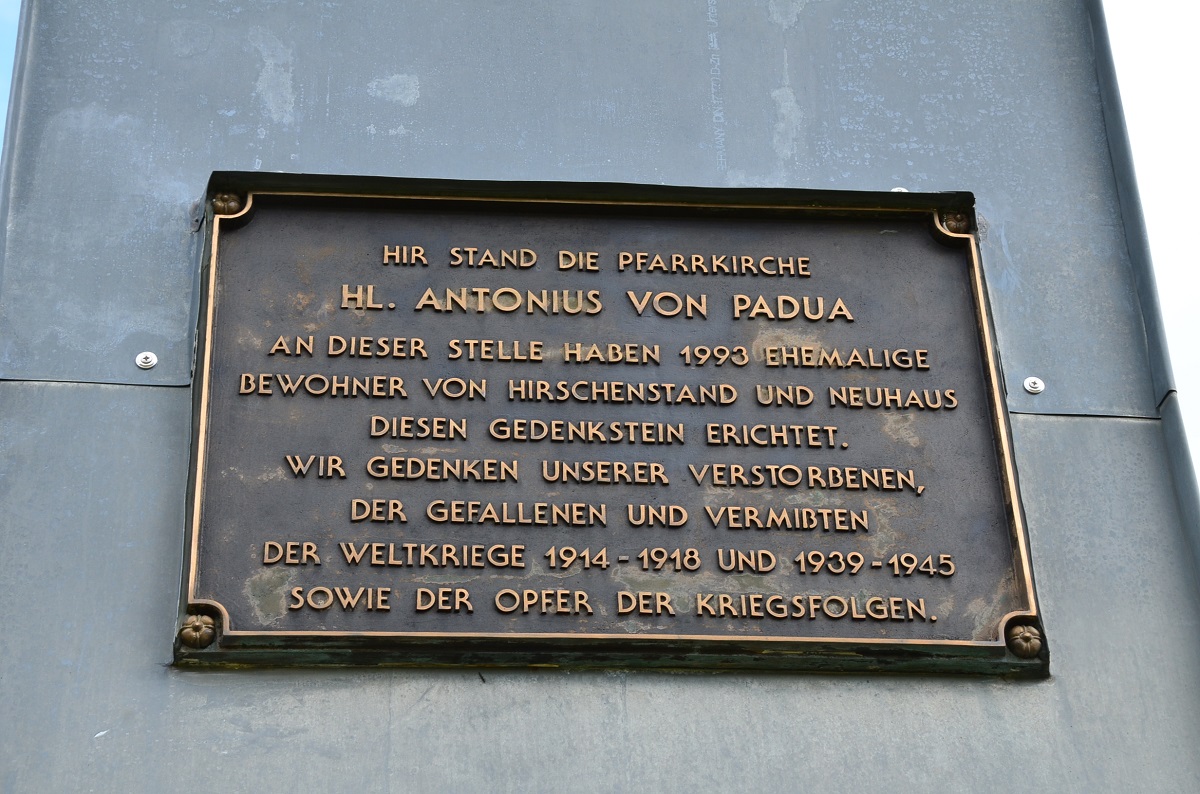 HIR STAND DIE PFARRKIRCHE
HL. ANTONIUS VON PADUA
AN DIESER STELLE HABEN 1993 EHEMALIGE
BEWOHNER VON HIRSCHENSTAND UND NEUHAUS
DIESEN GEDENKSTEIN ERICHTET.
WIR GEDENKEN UNSERER VERSTORBENEN,
DER GEFALLENEN UND VERMIßTEN
DER WELTKRIEGE 1914 - 1918 UND 1939 - 1945
SOWIE DER OPFER DER KRIEGSFOLGEN.